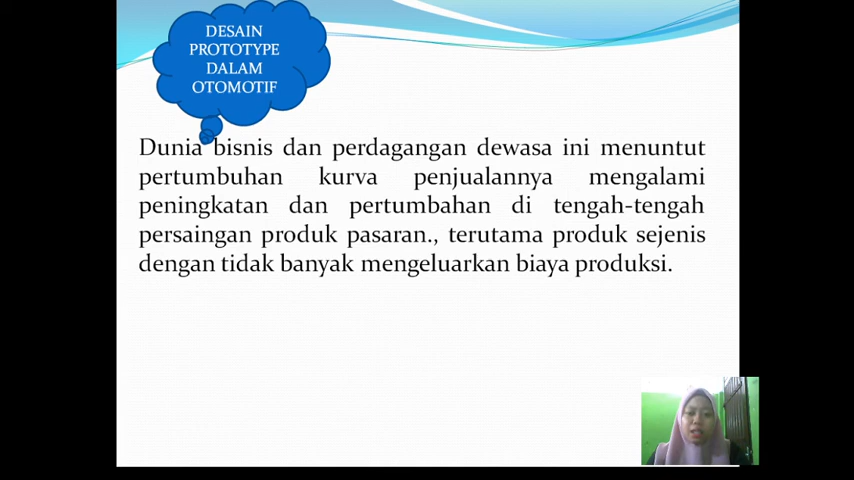 DESAIN
PROTOTYPE
DALAM
OTOMOTIF
Dunia bisnis dan perdagangan dewasa ini menuntut
pertumbuhan kurva penjualannya mengalami
peningkatan dan pertumbahan di tengah-tengah
persaingan produk pasaran., terutama produk sejenis
dengan tidak banyak mengeluarkan biaya produksi.